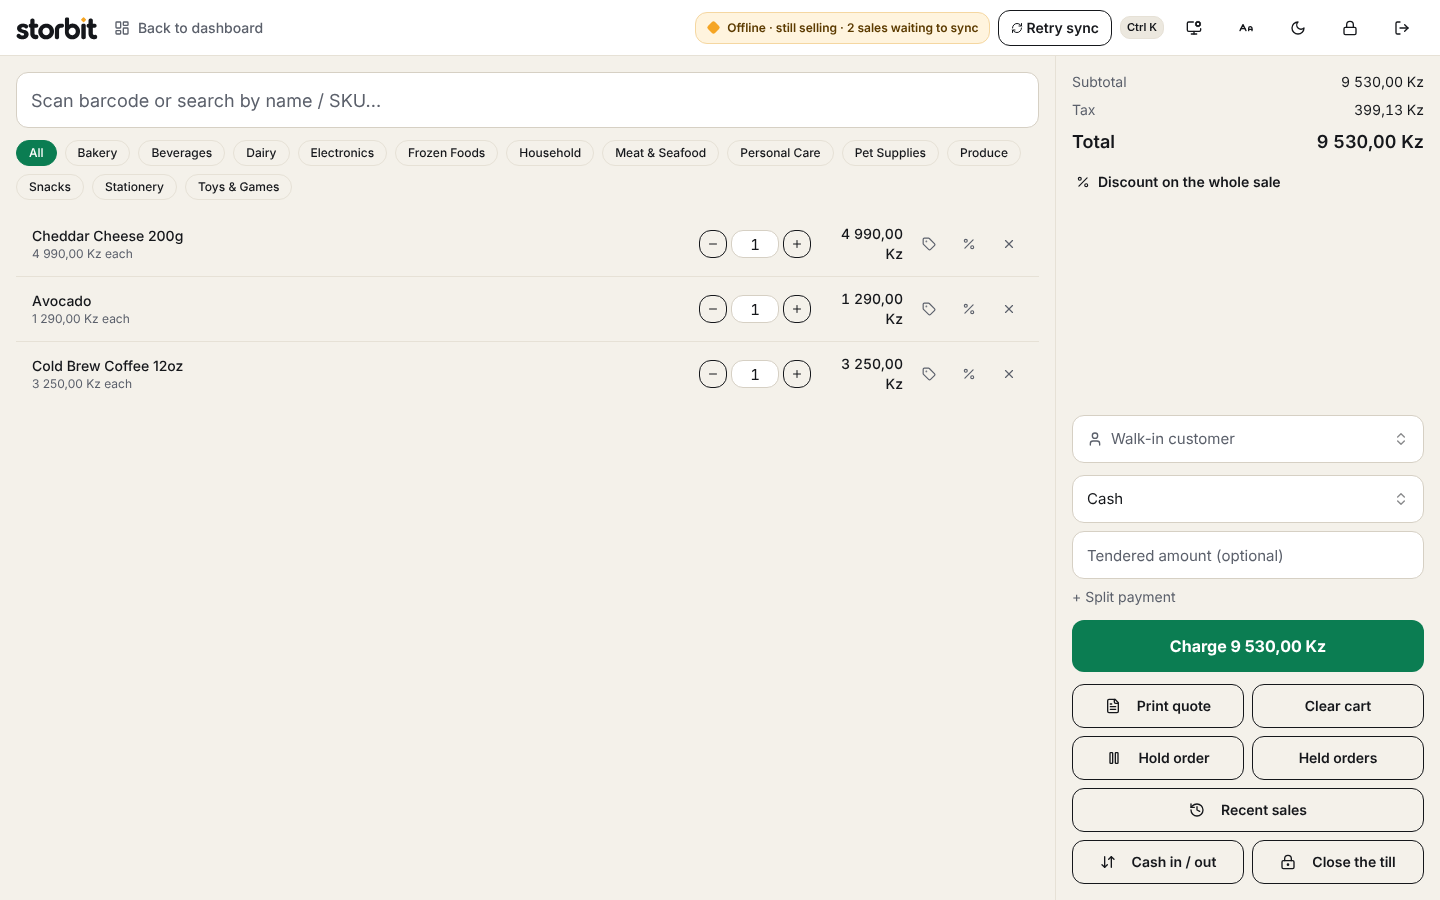 storbit
Back to dashboard
Offline · still selling · 2 sales waiting to sync
Retry sync
Ctrl K
AA
Scan barcode or search by name / SKU...
All
Bakery
Beverages
Dairy
Electronics
Frozen Foods
Household
Meat & Seafood
Personal Care
Pet Supplies
Produce
Snacks
Stationery
Toys & Games
Cheddar Cheese 200g
4 990,00 Kz each
1
4 990,00
Kz
Avocado
1 290,00 Kz each
1
1 290,00
Kz
Cold Brew Coffee 12oz
3 250,00 Kz each
1
3 250,00
Kz
Subtotal 9 530,00 Kz
Tax 399,13 Kz
Total 9 530,00 Kz
% Discount on the whole sale
Walk-in customer
Cash
Tendered amount (optional)
+ Split payment
Charge 9 530,00 Kz
Print quote
Clear cart
Hold order
Held orders
Recent sales
Cash in / out
Close the till